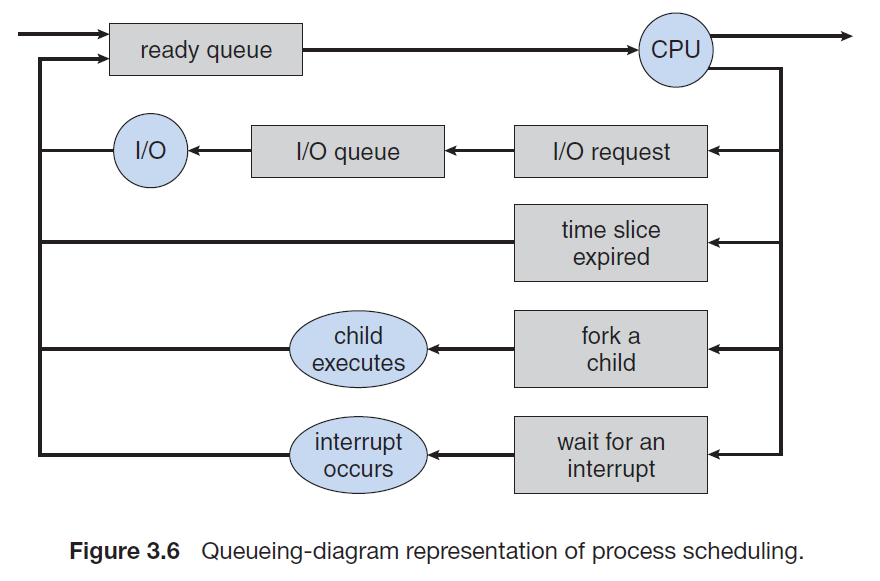 ready queue
CPU
I/O
I/O queue
I/O request
time slice
expired
child
executes
fork a
child
interrupt
occurs
wait for an
interrupt
Figure 3.6 Queueing-diagram representation of process scheduling.